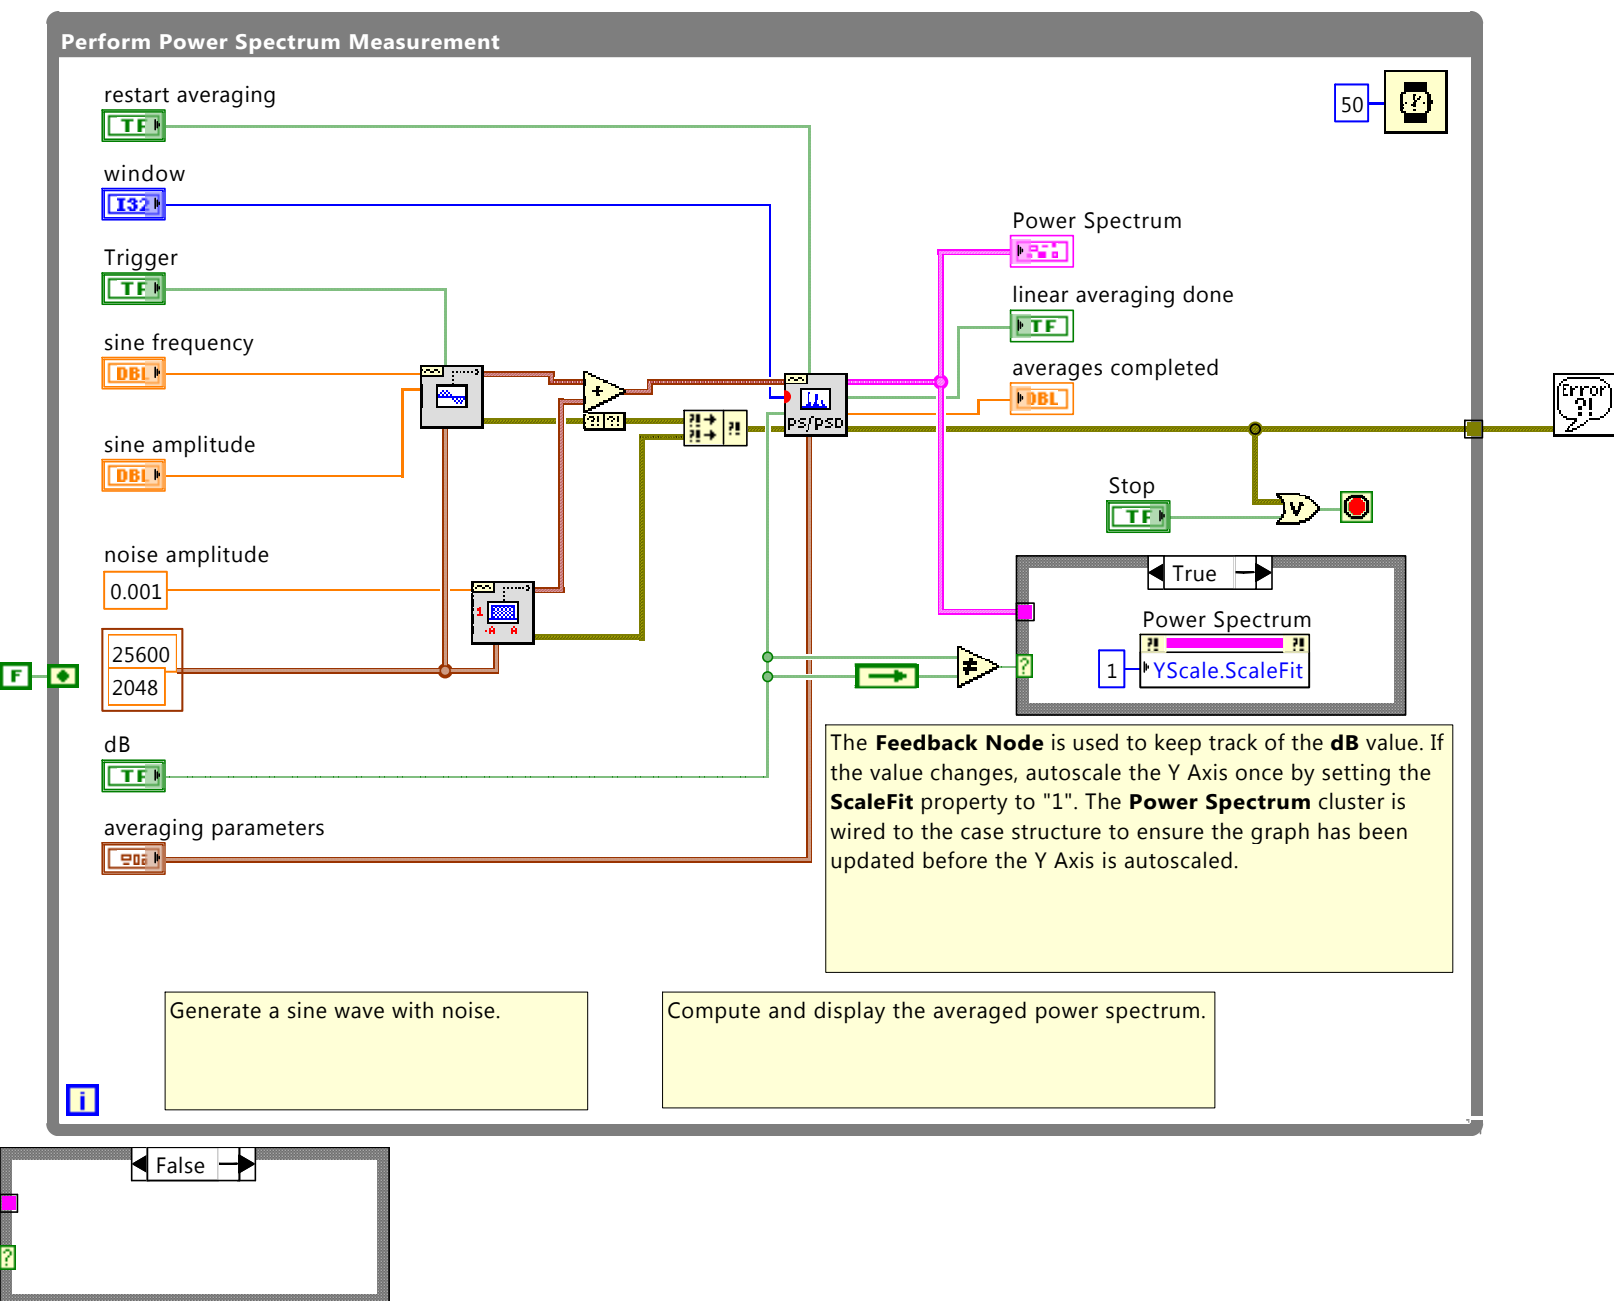 Perform Power Spectrum Measurement
restart averaging
TF
50
window
I32
Power Spectrum
Trigger
TF
linear averaging done
TF
sine frequency
DBL
averages completed
DBL
PS/PSD
Error
?!
sine amplitude
DBL
?! ?!
?!
?!
?!
Stop
TF
V
noise amplitude
0.001
1
-A A
True
Power Spectrum
?! ?!
1
YScale.ScaleFit
?
25600
2048
F
dB
TF
The Feedback Node is used to keep track of the dB value. If
the value changes, autoscale the Y Axis once by setting the
ScaleFit property to "1". The Power Spectrum cluster is
wired to the case structure to ensure the graph has been
updated before the Y Axis is autoscaled.
averaging parameters
Generate a sine wave with noise.
Compute and display the averaged power spectrum.
i
False
?